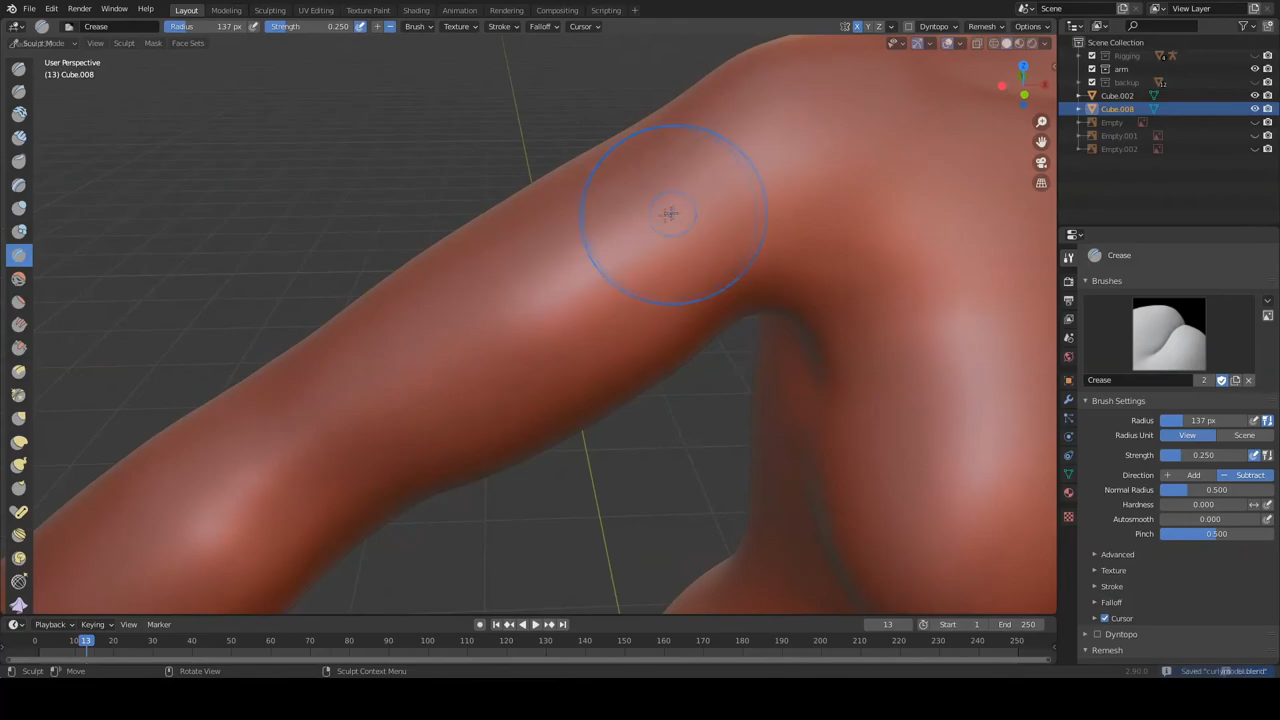 File Edit Render Window Help Layout Modeling Sculpting UV Editing Texture Paint Shading Animation Compositing Rendering Scripting + Scene View Layer
Crease Radius 137 px Strength 0.250 + − Brush Texture Stroke Falloff Cursor X Y Z Dyntopo Remesh Options
Sculpt Mode View Sculpt Mask Face Sets
User Perspective
(13) Cube.008
Scene Collection
Rigging 4
arm
backup 12
Cube.002
Cube.008
Empty
Empty.001
Empty.002
Z
Crease
Brushes
Crease 2
Brush Settings
Radius 137 px
Radius Unit View Scene
Strength 0.250
Direction + Add − Subtract
Normal Radius 0.500
Hardness 0.000
Autosmooth 0.000
Pinch 0.500
Advanced
Texture
Stroke
Falloff
Cursor
Dyntopo
Remesh
Playback Keying View Marker 13 Start 1 End 250
0 10 13 20 30 40 50 60 70 80 90 100 110 120 130 140 150 160 170 180 190 200 210 220 230 240 250
Sculpt Move Rotate View Sculpt Context Menu 2.90.0